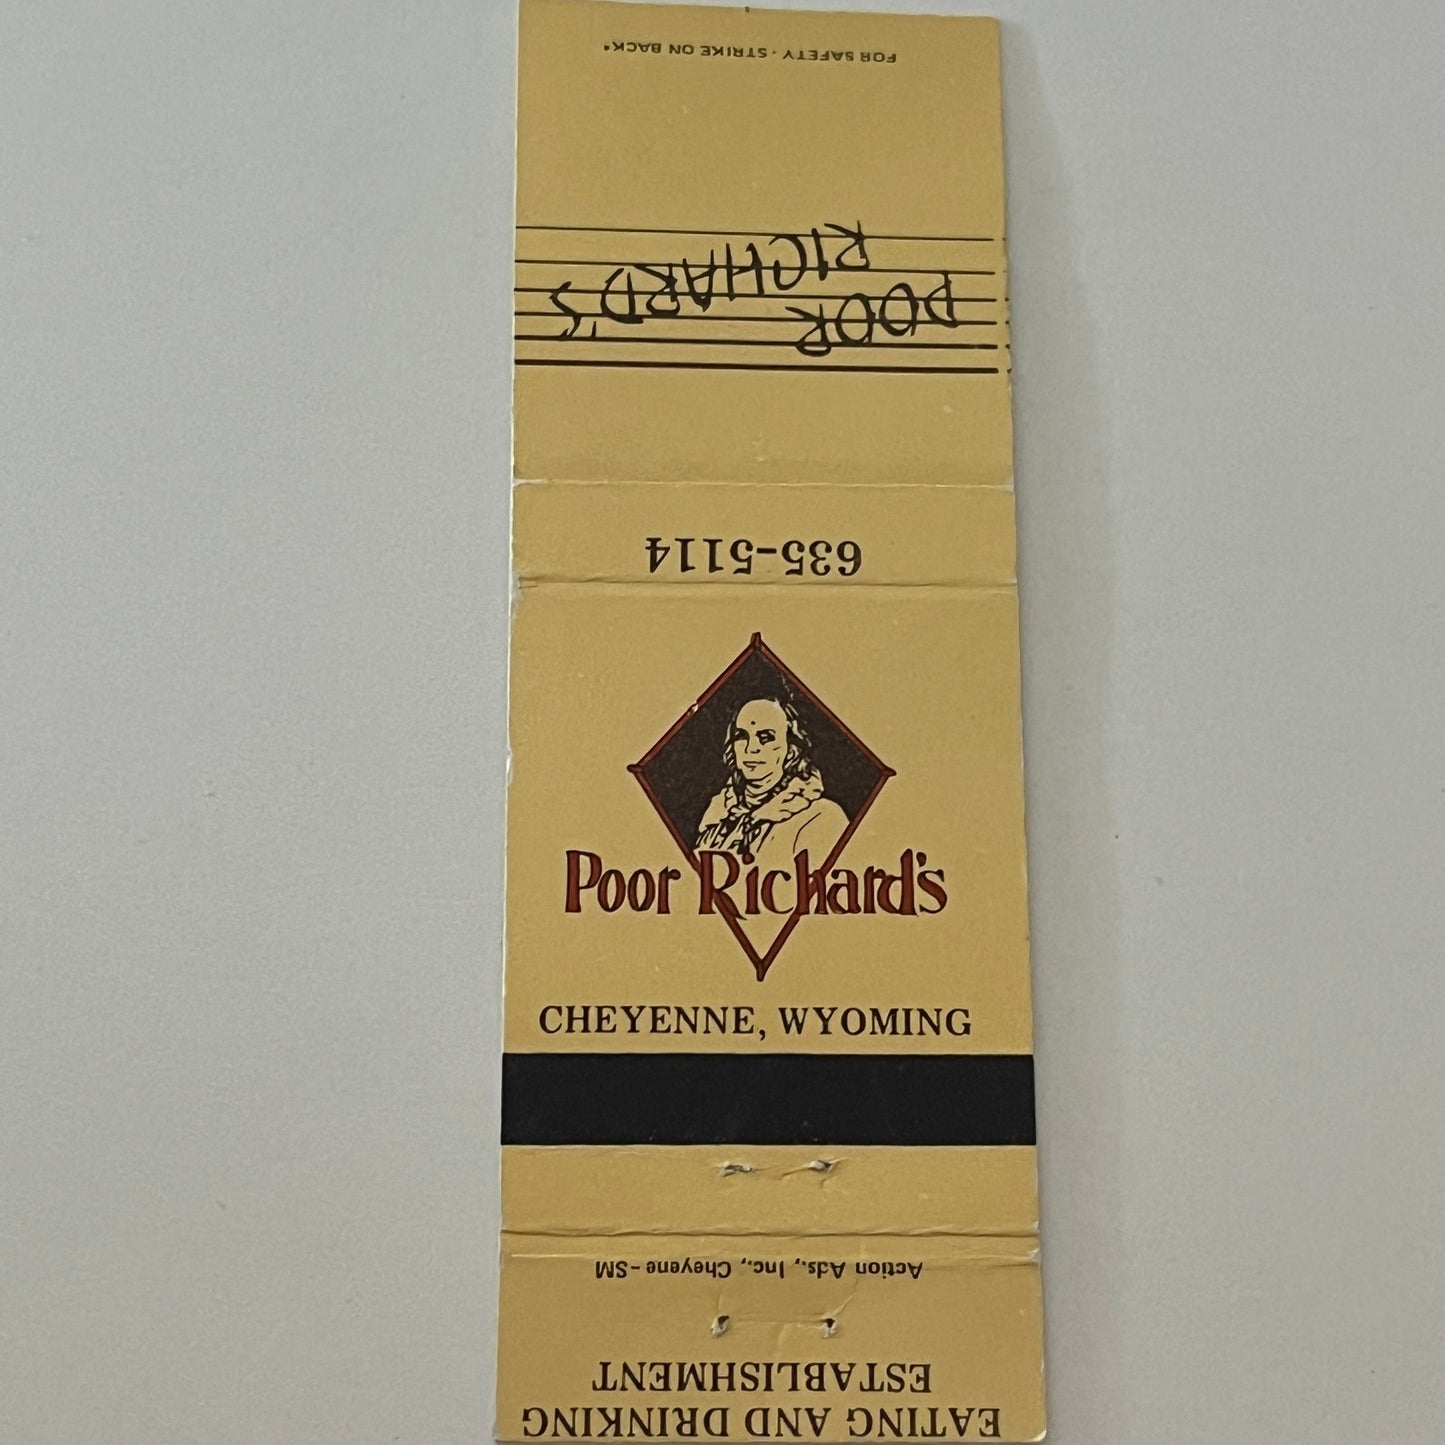 FOR SAFETY - STRIKE ON BACK
POOR
RICHARD'S
635-5114
Poor Richard's
CHEYENNE, WYOMING
Action Ads., Inc., Cheyene-SM
EATING AND DRINKING
ESTABLISHMENT